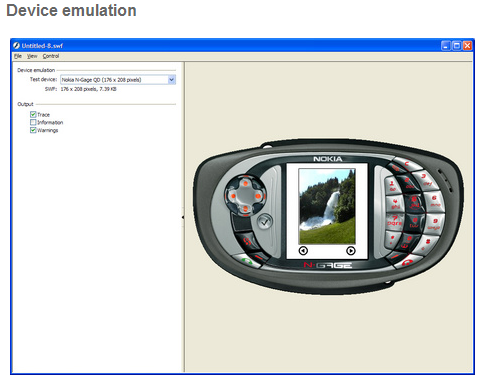 Device emulation
Untitled-8.swf
File View Control
Device emulation
Test device: Nokia N-Gage QD (176 x 208 pixels)
SWF: 176 x 208 pixels, 7.39 KB
Output
Trace
Information
Warnings
NOKIA
N-GAGE